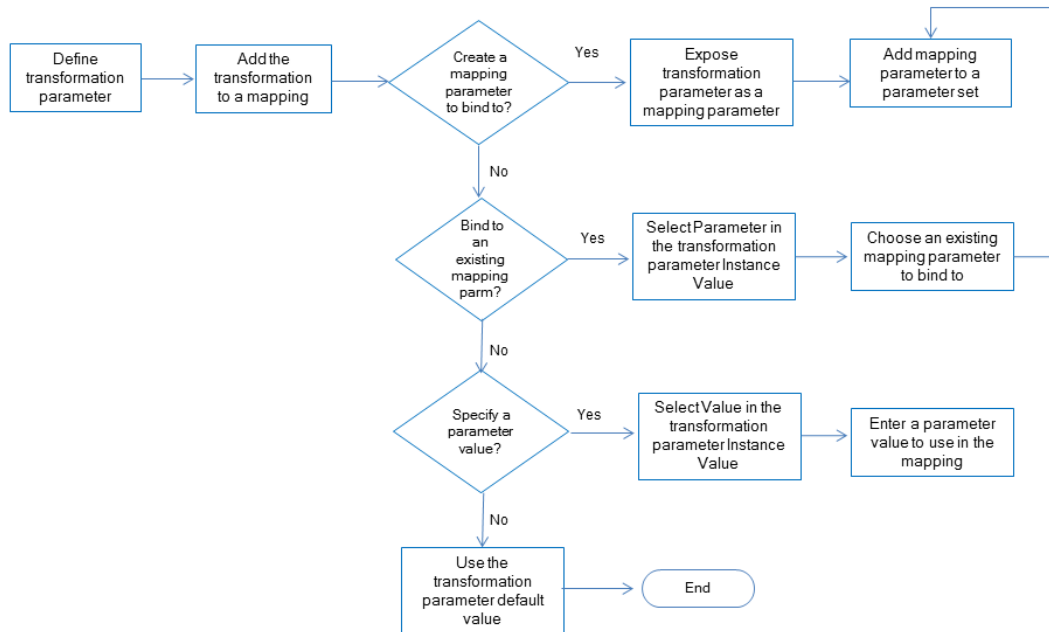 Define
transformation
parameter
Add the
transformation
to a mapping
Create a
mapping
parameter
to bind to?
Yes
Expose
transformation
parameter as a
mapping parameter
Add mapping
parameter to a
parameter set
No
Bind to
an
existing
mapping
parm?
Yes
Select Parameter in
the transformation
parameter Instance
Value
Choose an existing
mapping parameter
to bind to
No
Specify a
parameter
value?
Yes
Select Value in the
transformation
parameter Instance
Value
Enter a parameter
value to use in the
mapping
No
Use the
transformation
parameter default
value
End